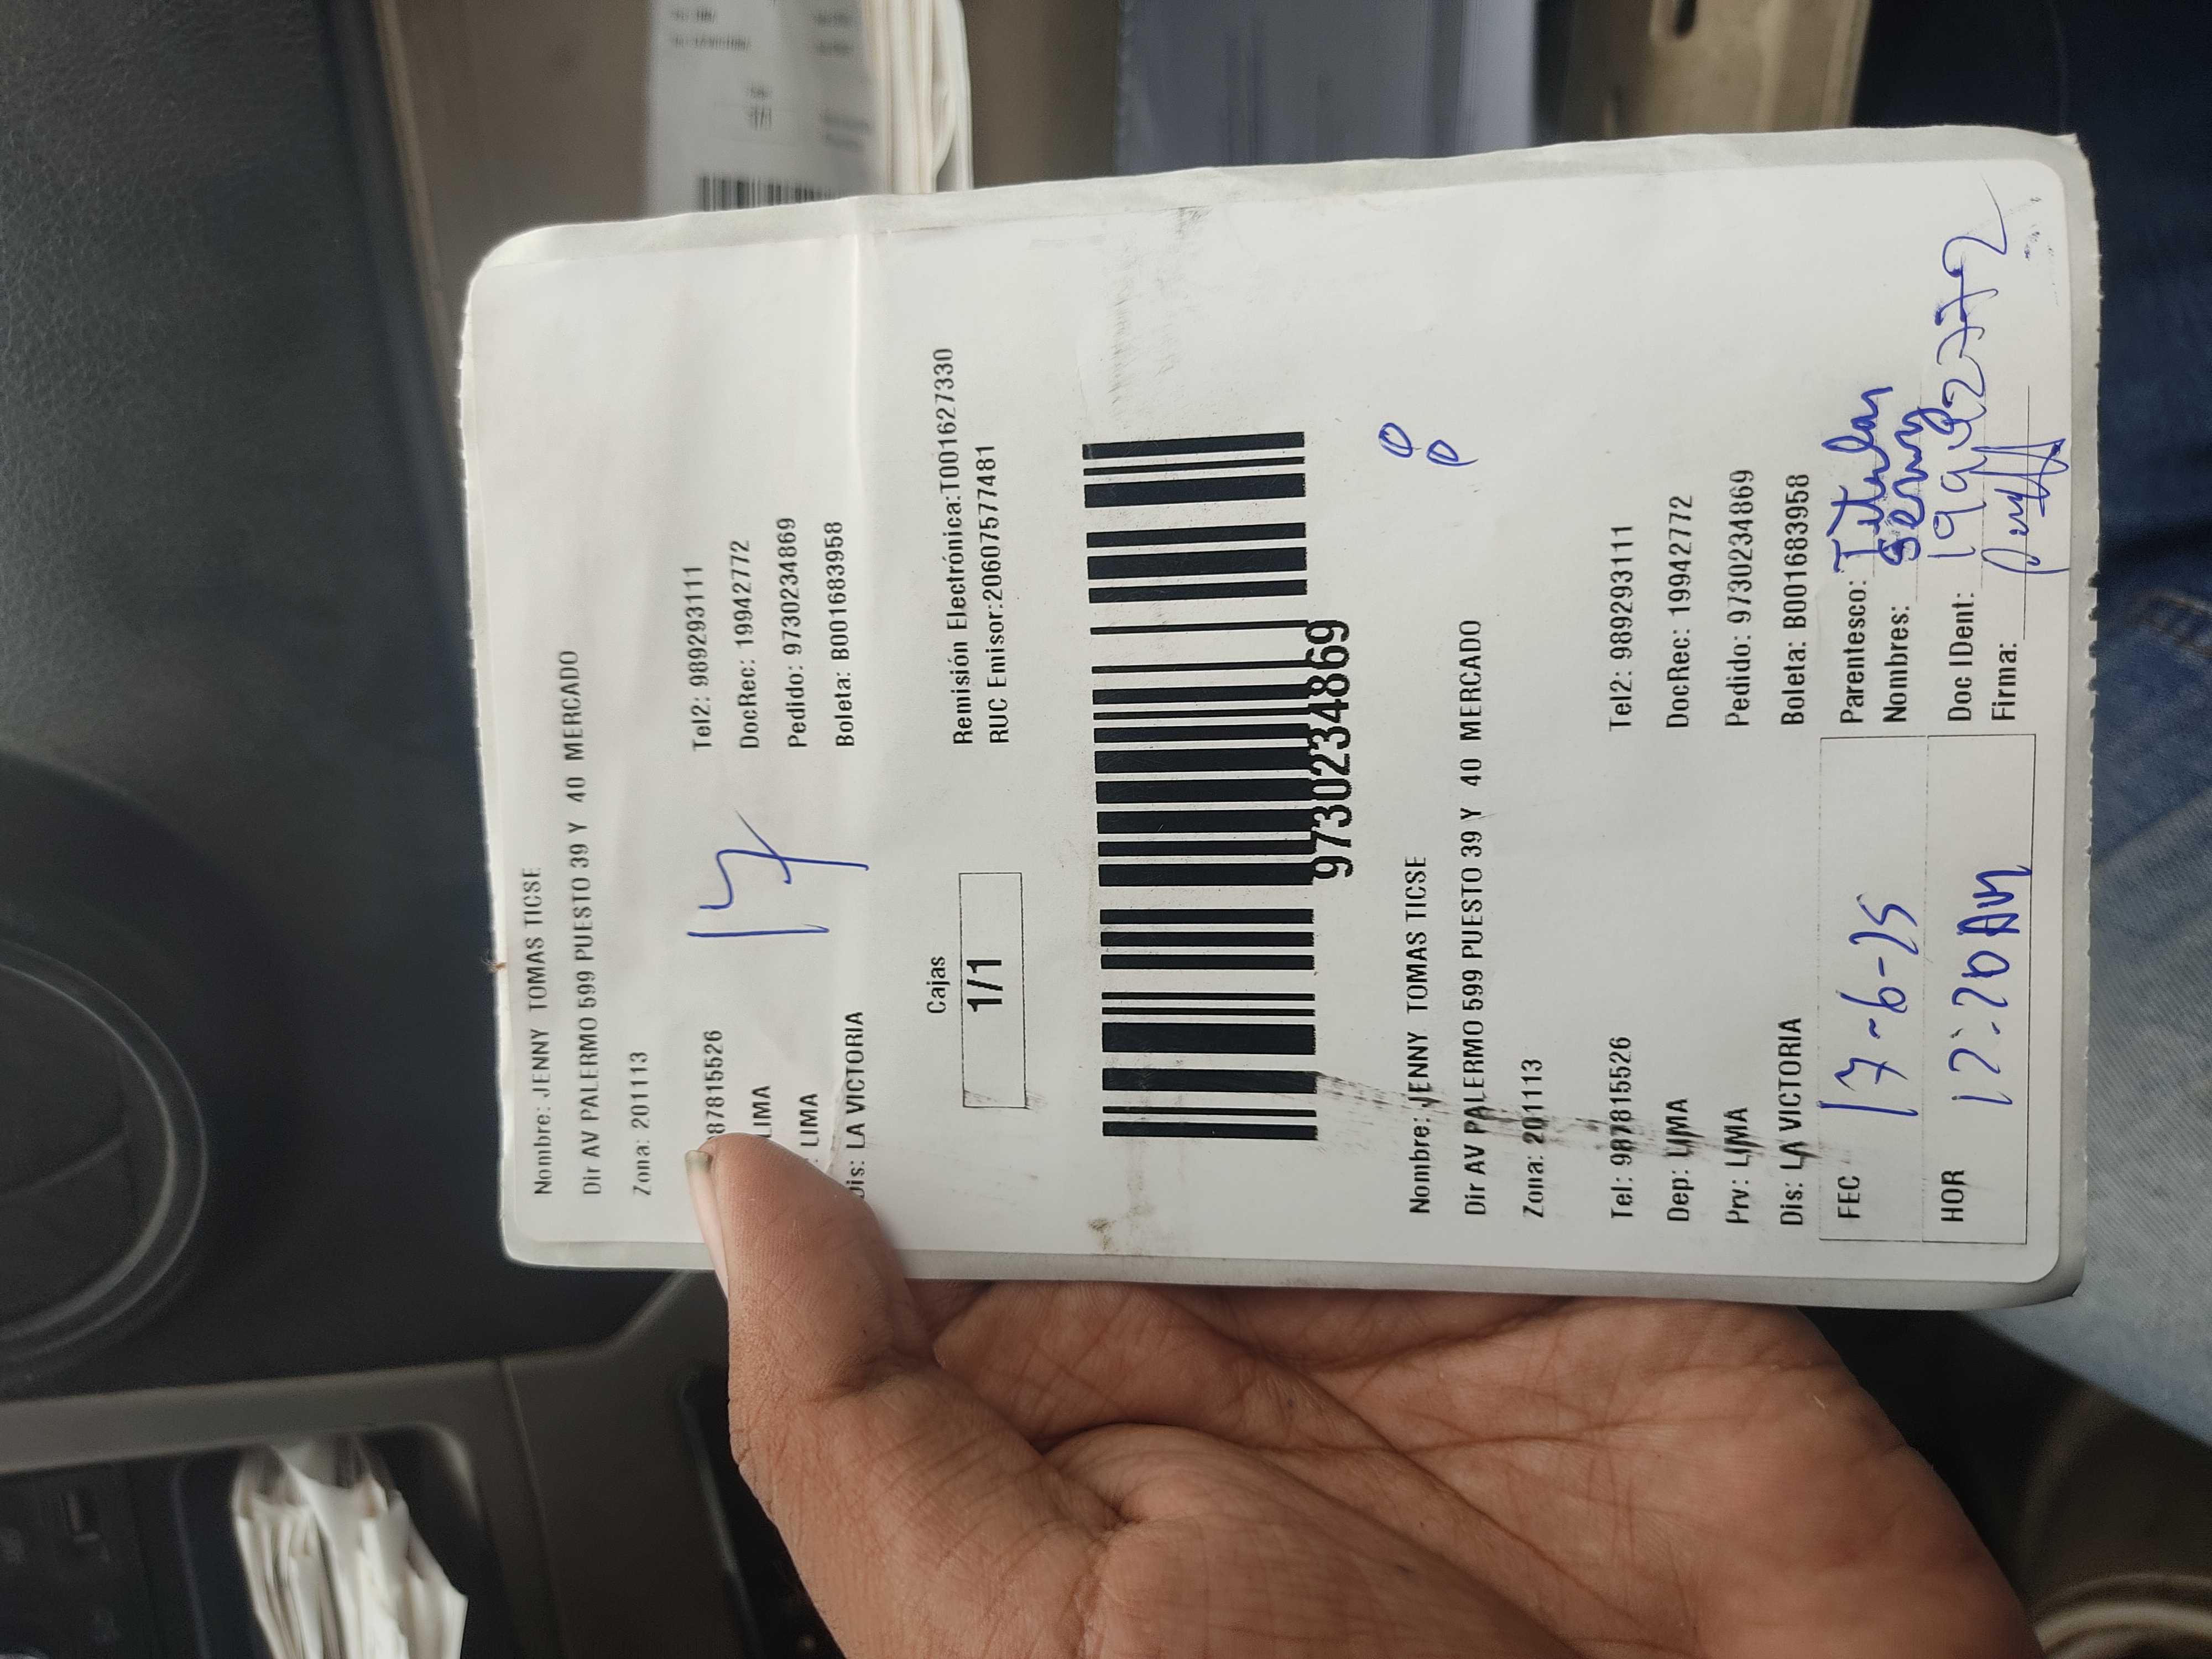 Nombre: JENNY TOMAS TICSE
Dir AV PALERMO 599 PUESTO 39 Y 40 MERCADO
Zona: 201113
87815526 Tel2: 989293111
LIMA DocRec: 19942772
: LIMA Pedido: 9730234869
Dis: LA VICTORIA Boleta: B001683958
17
Cajas
1/1
Remisión Electrónica:T001627330
RUC Emisor:20607577481
9730234869
Nombre: JENNY TOMAS TICSE
Dir AV PALERMO 599 PUESTO 39 Y 40 MERCADO
Zona: 201113
Tel: 987815526 Tel2: 989293111
Dep: LIMA DocRec: 19942772
Prv: LIMA Pedido: 9730234869
Dis: LA VICTORIA Boleta: B001683958
FEC 17-6-25
HOR 12:20 AM
Parentesco: Titular
Nombres:
Doc IDent: 19942772
Firma: